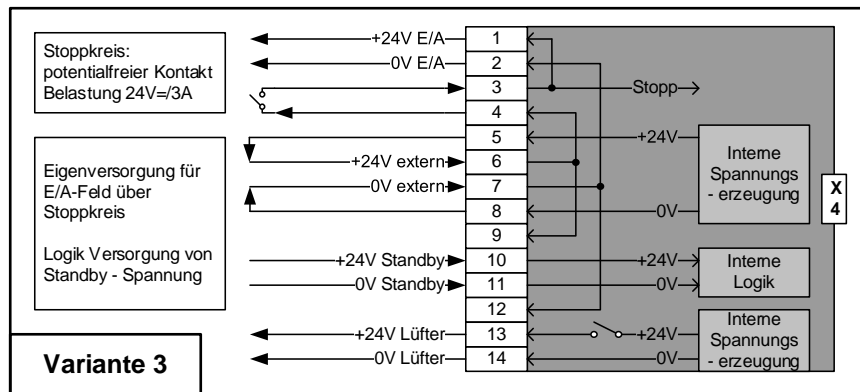 Stoppkreis:
potentialfreier Kontakt
Belastung 24V=/3A
Eigenversorgung für
E/A-Feld über
Stoppkreis
Logik Versorgung von
Standby - Spannung
Variante 3
+24V E/A
0V E/A
+24V extern
0V extern
+24V Standby
0V Standby
+24V Lüfter
0V Lüfter
1
2
3
4
5
6
7
8
9
10
11
12
13
14
Stopp
+24V
0V
+24V
0V
+24V
0V
Interne
Spannungs
- erzeugung
Interne
Logik
Interne
Spannungs
- erzeugung
X
4